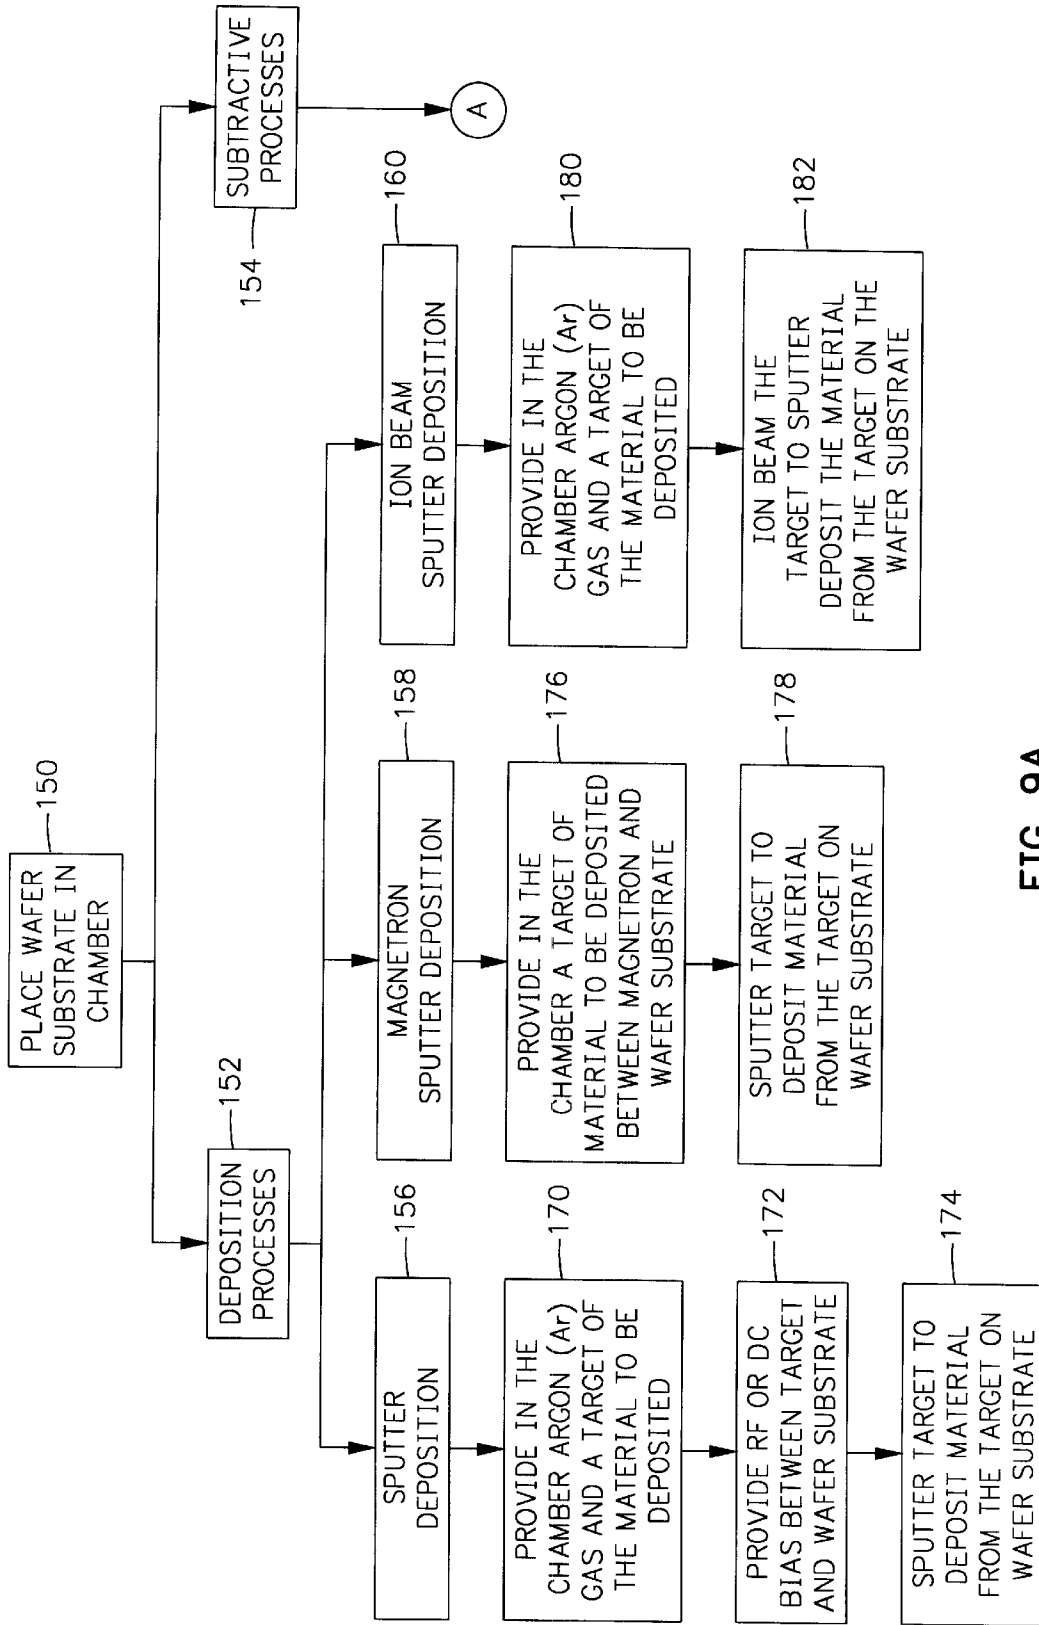 PLACE WAFER
SUBSTRATE IN
CHAMBER
150
DEPOSITION
PROCESSES
152
SUBTRACTIVE
PROCESSES
154
A
SPUTTER
DEPOSITION
156
PROVIDE IN THE
CHAMBER ARGON (Ar)
GAS AND A TARGET OF
THE MATERIAL TO BE
DEPOSITED
170
PROVIDE RF OR DC
BIAS BETWEEN TARGET
AND WAFER SUBSTRATE
172
SPUTTER TARGET TO
DEPOSIT MATERIAL
FROM THE TARGET ON
WAFER SUBSTRATE
174
MAGNETRON
SPUTTER DEPOSITION
158
PROVIDE IN THE
CHAMBER A TARGET OF
MATERIAL TO BE DEPOSITED
BETWEEN MAGNETRON AND
WAFER SUBSTRATE
176
SPUTTER TARGET TO
DEPOSIT MATERIAL
FROM THE TARGET ON
WAFER SUBSTRATE
178
ION BEAM
SPUTTER DEPOSITION
160
PROVIDE IN THE
CHAMBER ARGON (Ar)
GAS AND A TARGET OF
THE MATERIAL TO BE
DEPOSITED
180
ION BEAM THE
TARGET TO SPUTTER
DEPOSIT THE MATERIAL
FROM THE TARGET ON THE
WAFER SUBSTRATE
182
FIG. 9A